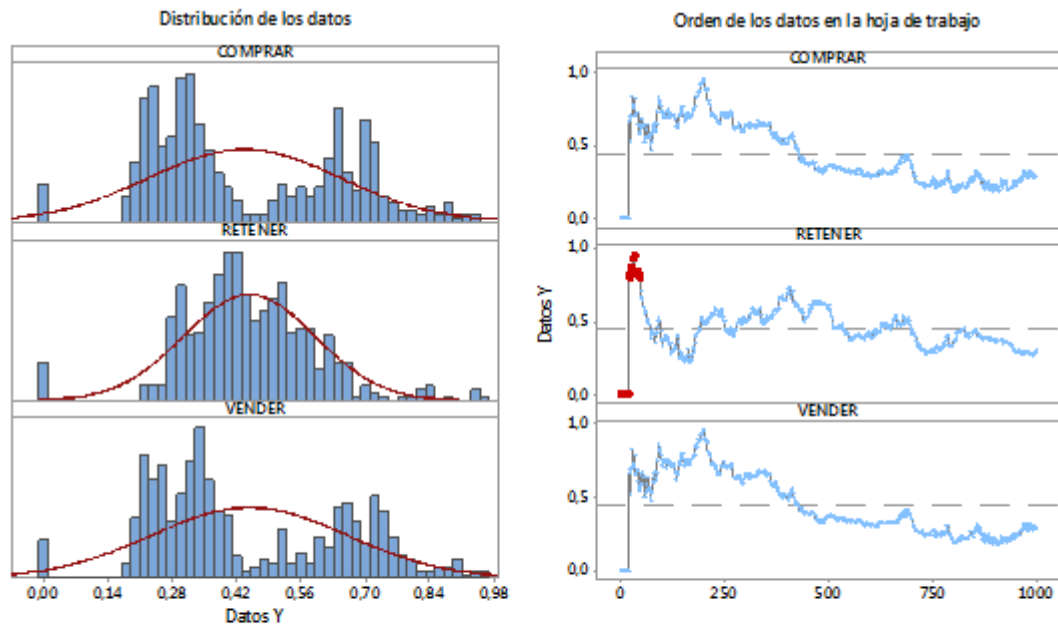 Distribución de los datos
COMPRAR
RETENER
VENDER
0,00 0,14 0,28 0,42 0,56 0,70 0,84 0,98
Datos Y
Orden de los datos en la hoja de trabajo
COMPRAR
1,0
0,5
0,0
RETENER
1,0
0,5
0,0
Datos Y
VENDER
1,0
0,5
0,0
0 250 500 750 1000